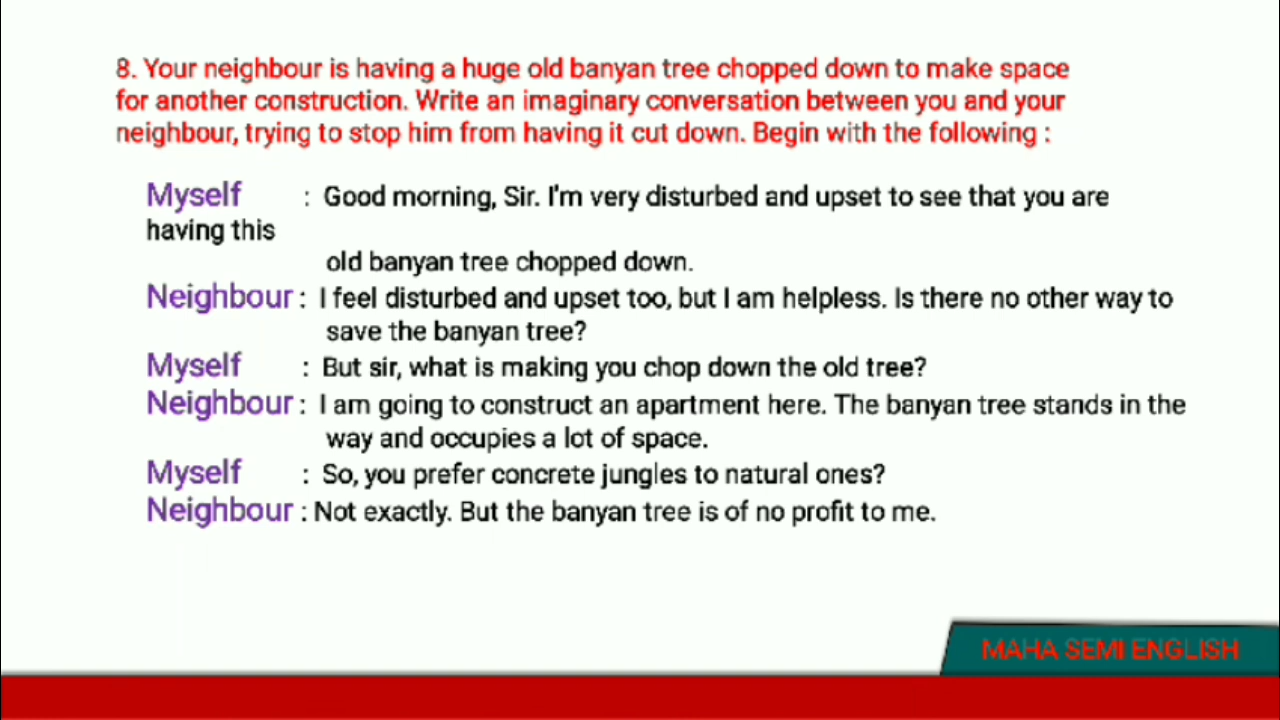 8. Your neighbour is having a huge old banyan tree chopped down to make space
for another construction. Write an imaginary conversation between you and your
neighbour, trying to stop him from having it cut down. Begin with the following :
Myself : Good morning, Sir. I'm very disturbed and upset to see that you are
having this
old banyan tree chopped down.
Neighbour : I feel disturbed and upset too, but I am helpless. Is there no other way to
save the banyan tree?
Myself : But sir, what is making you chop down the old tree?
Neighbour : I am going to construct an apartment here. The banyan tree stands in the
way and occupies a lot of space.
Myself : So, you prefer concrete jungles to natural ones?
Neighbour : Not exactly. But the banyan tree is of no profit to me.
MAHA SEMI ENGLISH